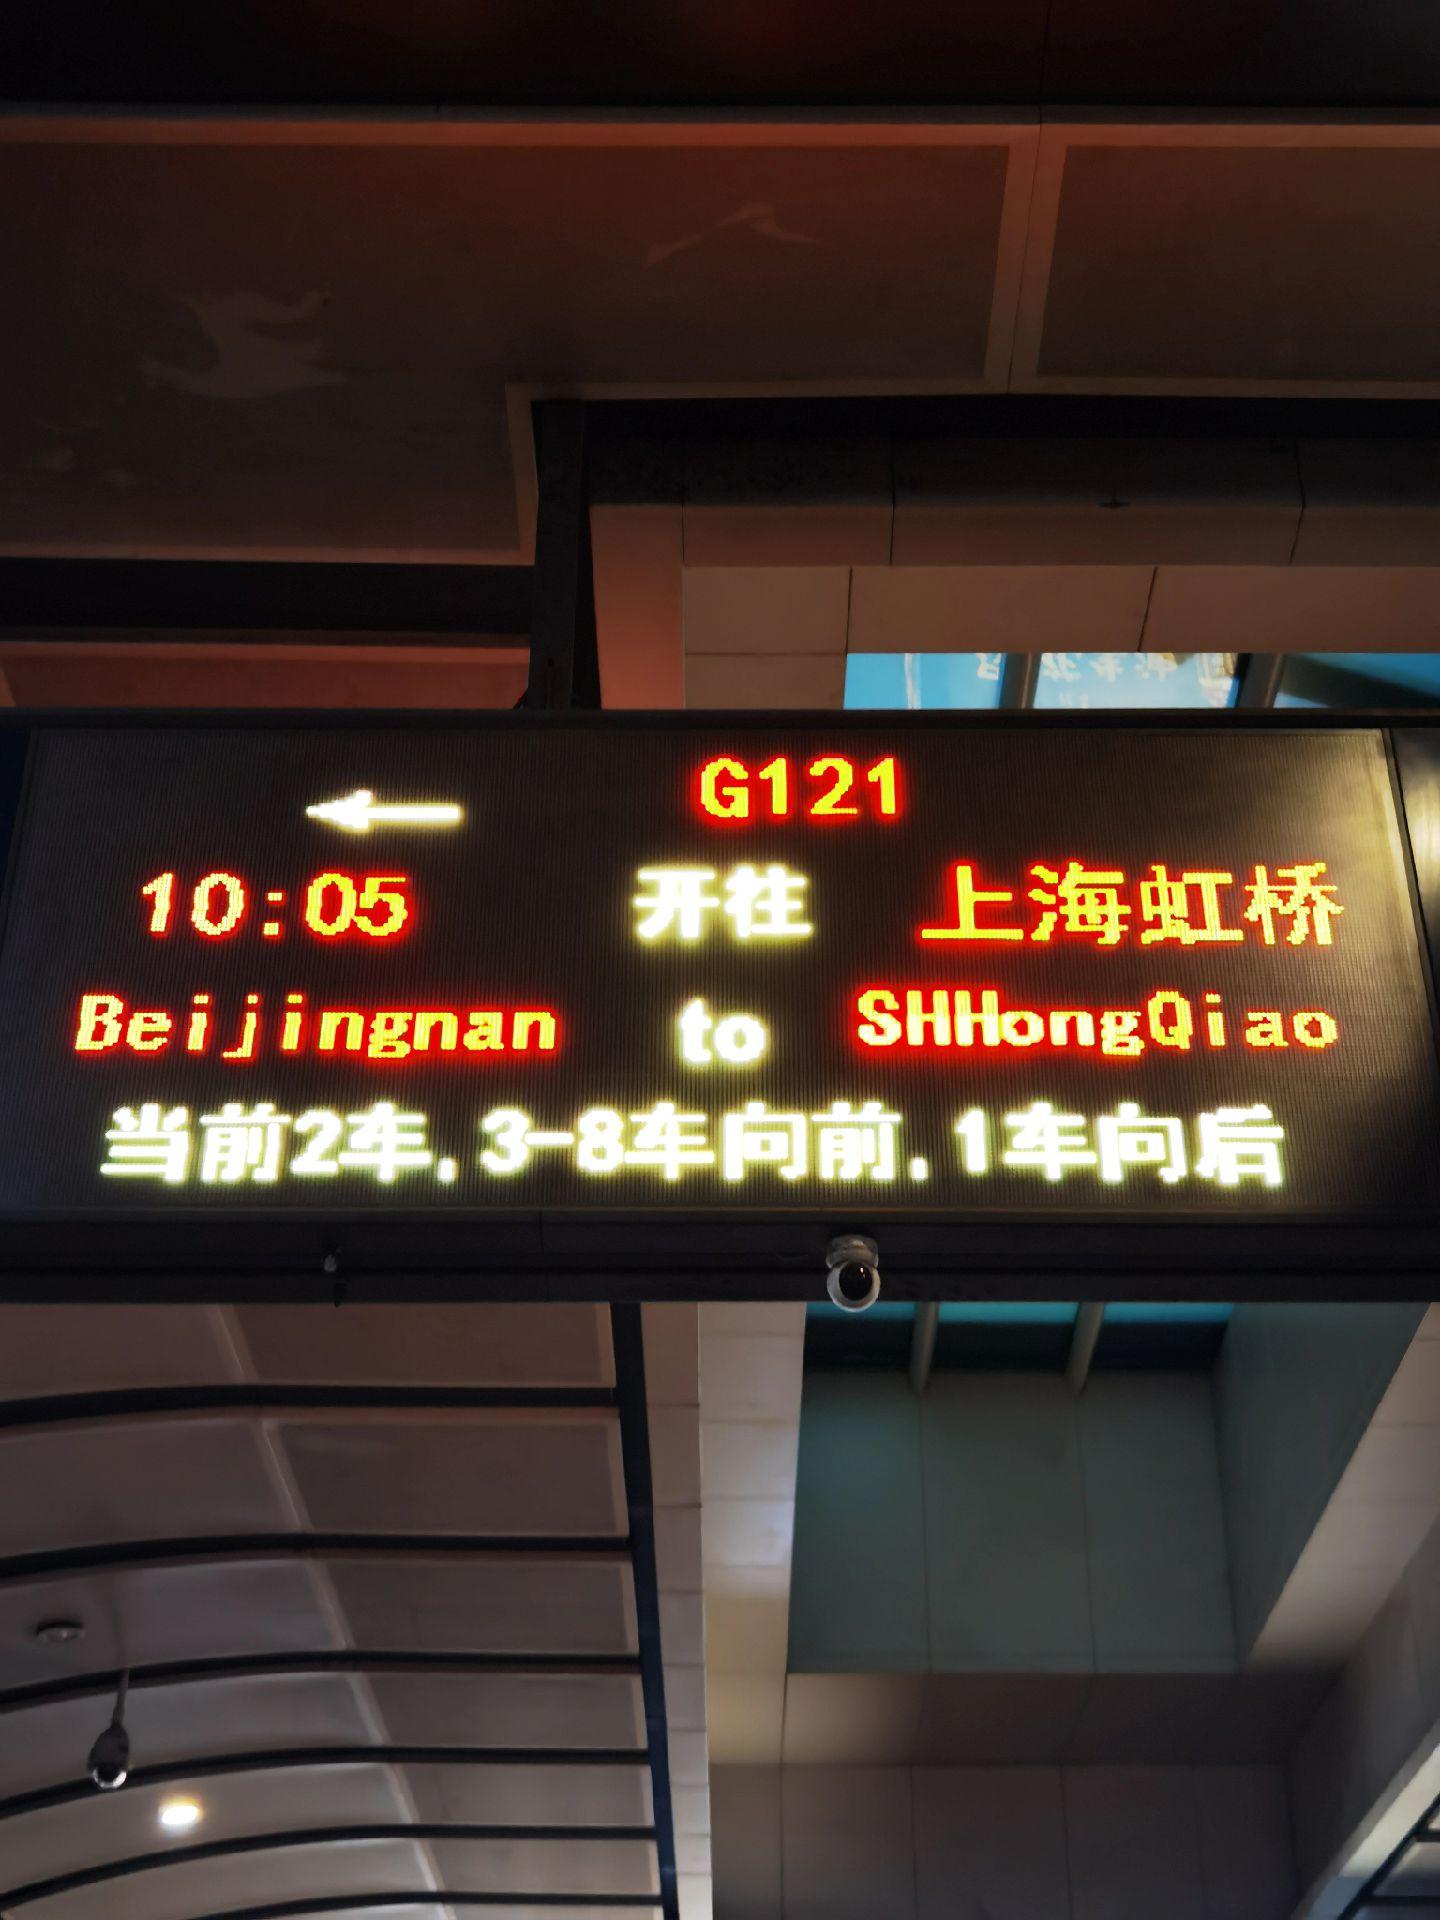 ← G121
10:05 开往 上海虹桥
Beijingnan to SHHongQiao
当前2车,3-8车向前,1车向后